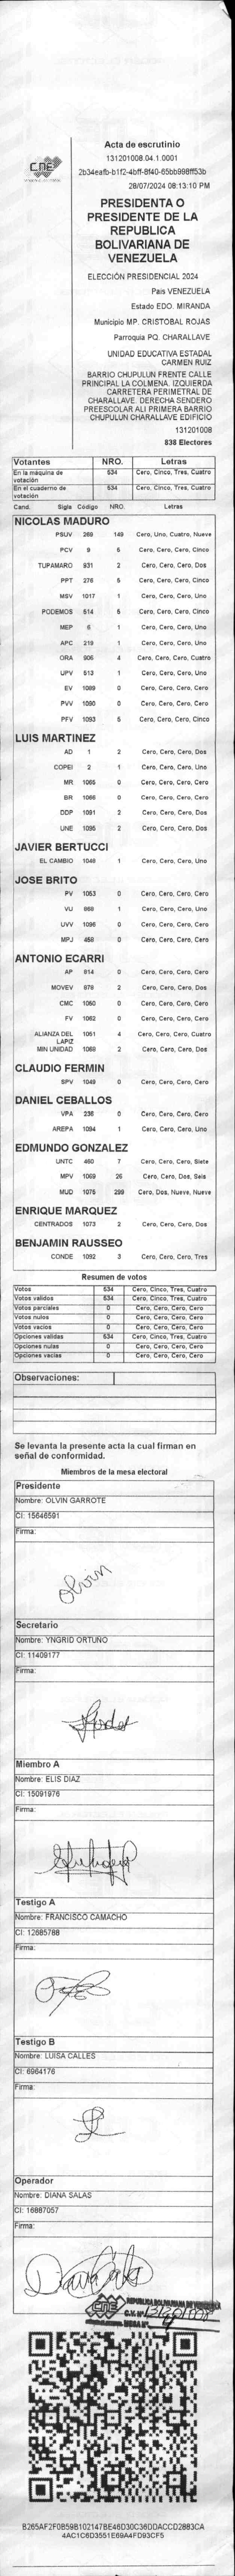 CNE
Acta de escrutinio
131201008.04.1.0001
2b34eafb-b1f2-4bff-8f40-65bb998ff53b
28/07/2024 08:13:10 PM
PRESIDENTA O
PRESIDENTE DE LA
REPUBLICA
BOLIVARIANA DE
VENEZUELA
ELECCIÓN PRESIDENCIAL 2024
Pais VENEZUELA
Estado EDO. MIRANDA
Municipio MP. CRISTOBAL ROJAS
Parroquia PQ. CHARALLAVE
UNIDAD EDUCATIVA ESTADAL
CARMEN RUIZ
BARRIO CHUPULUN FRENTE CALLE
PRINCIPAL LA COLMENA. IZQUIERDA
CARRETERA PERIMETRAL DE
CHARALLAVE. DERECHA SENDERO
PREESCOLAR ALI PRIMERA BARRIO
CHUPULUN CHARALLAVE EDIFICIO
131201008
838 Electores
Votantes NRO. Letras
En la maquina de votación 534 Cero, Cinco, Tres, Cuatro
En el cuaderno de votación 534 Cero, Cinco, Tres, Cuatro
Cand. Sigla Código NRO. Letras
NICOLAS MADURO
PSUV 269 149 Cero, Uno, Cuatro, Nueve
PCV 9 5 Cero, Cero, Cero, Cinco
TUPAMARO 931 2 Cero, Cero, Cero, Dos
PPT 276 5 Cero, Cero, Cero, Cinco
MSV 1017 1 Cero, Cero, Cero, Uno
PODEMOS 514 5 Cero, Cero, Cero, Cinco
MEP 6 1 Cero, Cero, Cero, Uno
APC 219 1 Cero, Cero, Cero, Uno
ORA 906 4 Cero, Cero, Cero, Cuatro
UPV 513 1 Cero, Cero, Cero, Uno
EV 1099 0 Cero, Cero, Cero, Cero
PVV 1090 0 Cero, Cero, Cero, Cero
PFV 1093 5 Cero, Cero, Cero, Cinco
LUIS MARTINEZ
AD 1 2 Cero, Cero, Cero, Dos
COPEI 2 1 Cero, Cero, Cero, Uno
MR 1065 0 Cero, Cero, Cero, Cero
BR 1066 0 Cero, Cero, Cero, Cero
DDP 1091 2 Cero, Cero, Cero, Dos
UNE 1095 2 Cero, Cero, Cero, Dos
JAVIER BERTUCCI
EL CAMBIO 1048 1 Cero, Cero, Cero, Uno
JOSE BRITO
PV 1053 0 Cero, Cero, Cero, Cero
VU 868 1 Cero, Cero, Cero, Uno
UVV 1096 0 Cero, Cero, Cero, Cero
MPJ 458 0 Cero, Cero, Cero, Cero
ANTONIO ECARRI
AP 814 0 Cero, Cero, Cero, Cero
MOVEV 878 2 Cero, Cero, Cero, Dos
CMC 1050 0 Cero, Cero, Cero, Cero
FV 1062 0 Cero, Cero, Cero, Cero
ALIANZA DEL LAPIZ 1051 4 Cero, Cero, Cero, Cuatro
MIN UNIDAD 1068 2 Cero, Cero, Cero, Dos
CLAUDIO FERMIN
SPV 1049 0 Cero, Cero, Cero, Cero
DANIEL CEBALLOS
VPA 236 0 Cero, Cero, Cero, Cero
AREPA 1094 1 Cero, Cero, Cero, Uno
EDMUNDO GONZALEZ
UNTC 460 7 Cero, Cero, Cero, Siete
MPV 1069 26 Cero, Cero, Dos, Seis
MUD 1075 299 Cero, Dos, Nueve, Nueve
ENRIQUE MARQUEZ
CENTRADOS 1073 2 Cero, Cero, Cero, Dos
BENJAMIN RAUSSEO
CONDE 1092 3 Cero, Cero, Cero, Tres
Resumen de votos
Votos 534 Cero, Cinco, Tres, Cuatro
Votos validos 534 Cero, Cinco, Tres, Cuatro
Votos parciales 0 Cero, Cero, Cero, Cero
Votos nulos 0 Cero, Cero, Cero, Cero
Votos vacios 0 Cero, Cero, Cero, Cero
Opciones validas 534 Cero, Cinco, Tres, Cuatro
Opciones nulas 0 Cero, Cero, Cero, Cero
Opciones vacias 0 Cero, Cero, Cero, Cero
Observaciones:
Se levanta la presente acta la cual firman en
señal de conformidad.
Miembros de la mesa electoral
Presidente
Nombre: OLVIN GARROTE
CI: 15646591
Firma:
Olvin
Secretario
Nombre: YNGRID ORTUÑO
CI: 11409177
Firma:
Miembro A
Nombre: ELIS DIAZ
CI: 15091976
Firma:
Testigo A
Nombre: FRANCISCO CAMACHO
CI: 12685788
Firma:
Testigo B
Nombre: LUISA CALLES
CI: 6964176
Firma:
Operador
Nombre: DIANA SALAS
CI: 16887057
Firma:
CNE REPUBLICA BOLIVARIANA DE VENEZUELA
C.V. Nº 131201008
MESA Nº 4
B265AF2F0B59B102147BE46D30C36DDACCD2883CA
4AC1C6D3551E69A4FD93CF5